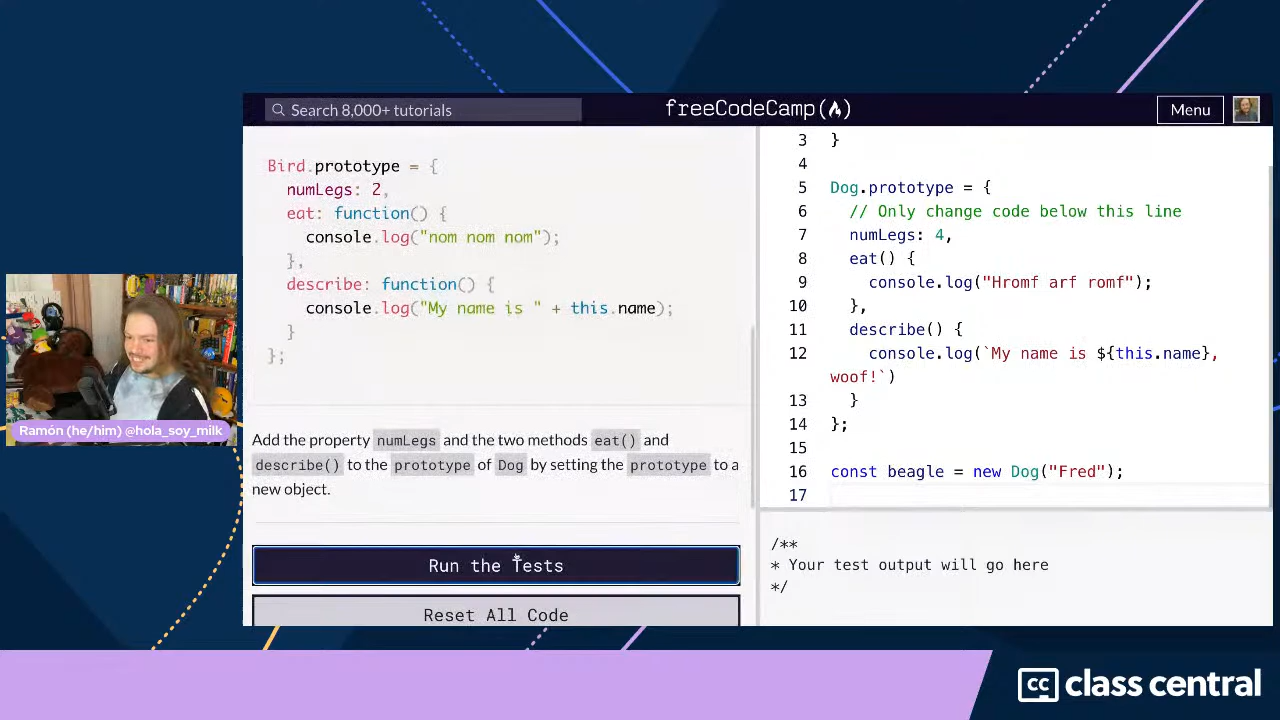 Search 8,000+ tutorials
freeCodeCamp
Menu
Bird.prototype = {
numLegs: 2,
eat: function() {
console.log("nom nom nom");
},
describe: function() {
console.log("My name is " + this.name);
}
};
Add the property numLegs and the two methods eat() and
describe() to the prototype of Dog by setting the prototype to a
new object.
Run the Tests
Reset All Code
3 }
4
5 Dog.prototype = {
6 // Only change code below this line
7 numLegs: 4,
8 eat() {
9 console.log("Hromf arf romf");
10 },
11 describe() {
12 console.log(`My name is ${this.name},
woof!`)
13 }
14 };
15
16 const beagle = new Dog("Fred");
17
/**
* Your test output will go here
*/
Ramón (he/him) @hola_soy_milk
cc class central